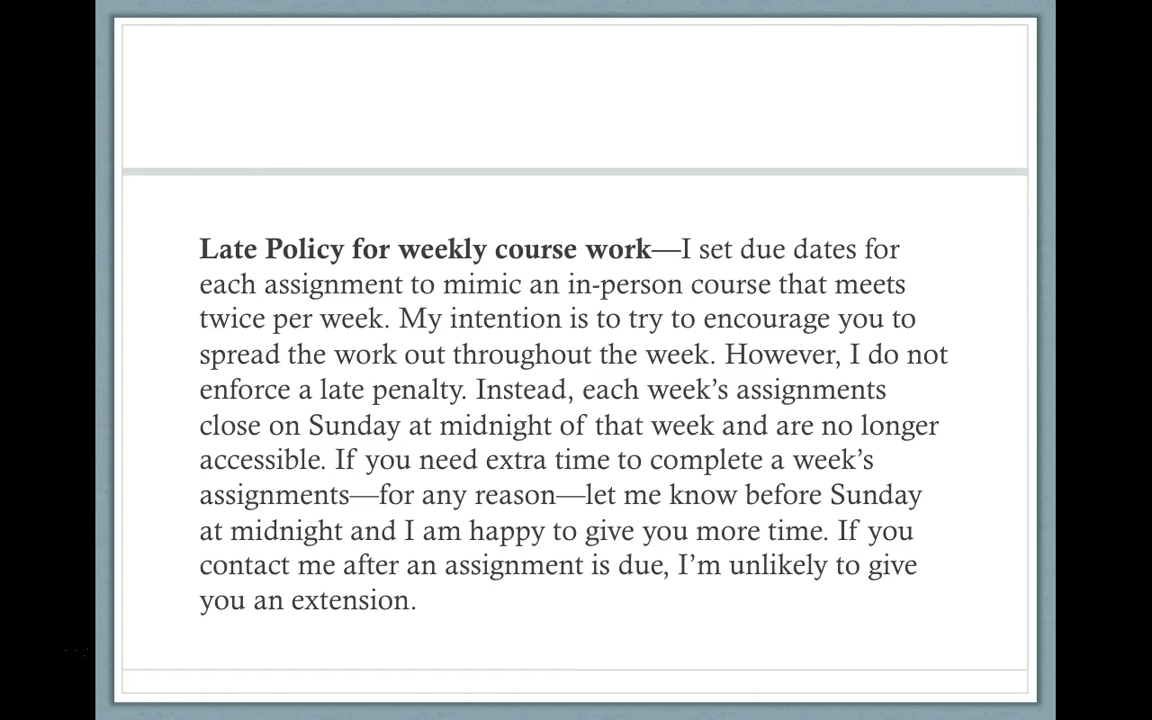 Late Policy for weekly course work—I set due dates for
each assignment to mimic an in-person course that meets
twice per week. My intention is to try to encourage you to
spread the work out throughout the week. However, I do not
enforce a late penalty. Instead, each week’s assignments
close on Sunday at midnight of that week and are no longer
accessible. If you need extra time to complete a week’s
assignments—for any reason—let me know before Sunday
at midnight and I am happy to give you more time. If you
contact me after an assignment is due, I’m unlikely to give
you an extension.